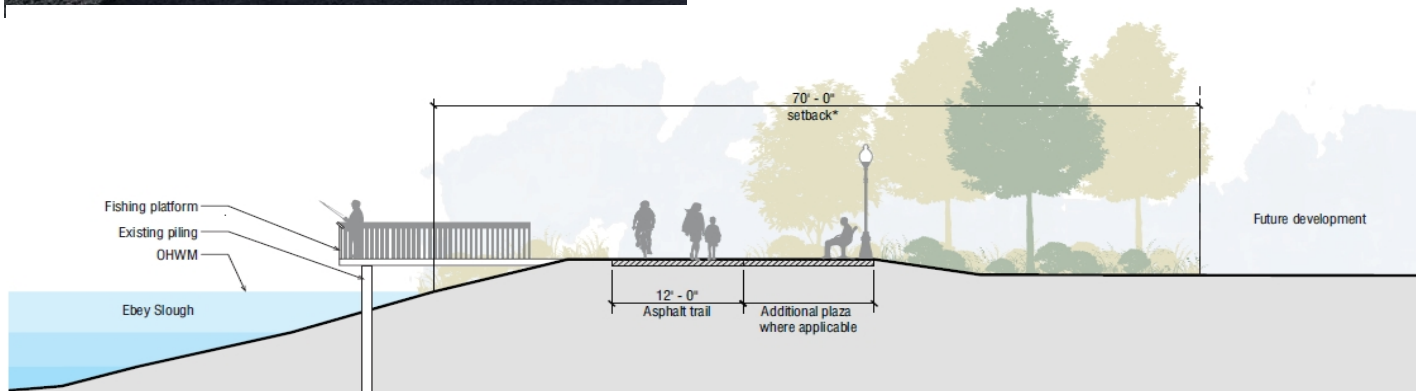 70' - 0"
setback*
Fishing platform
Existing piling
OHWM
Future development
Ebey Slough
12' - 0"
Asphalt trail
Additional plaza
where applicable